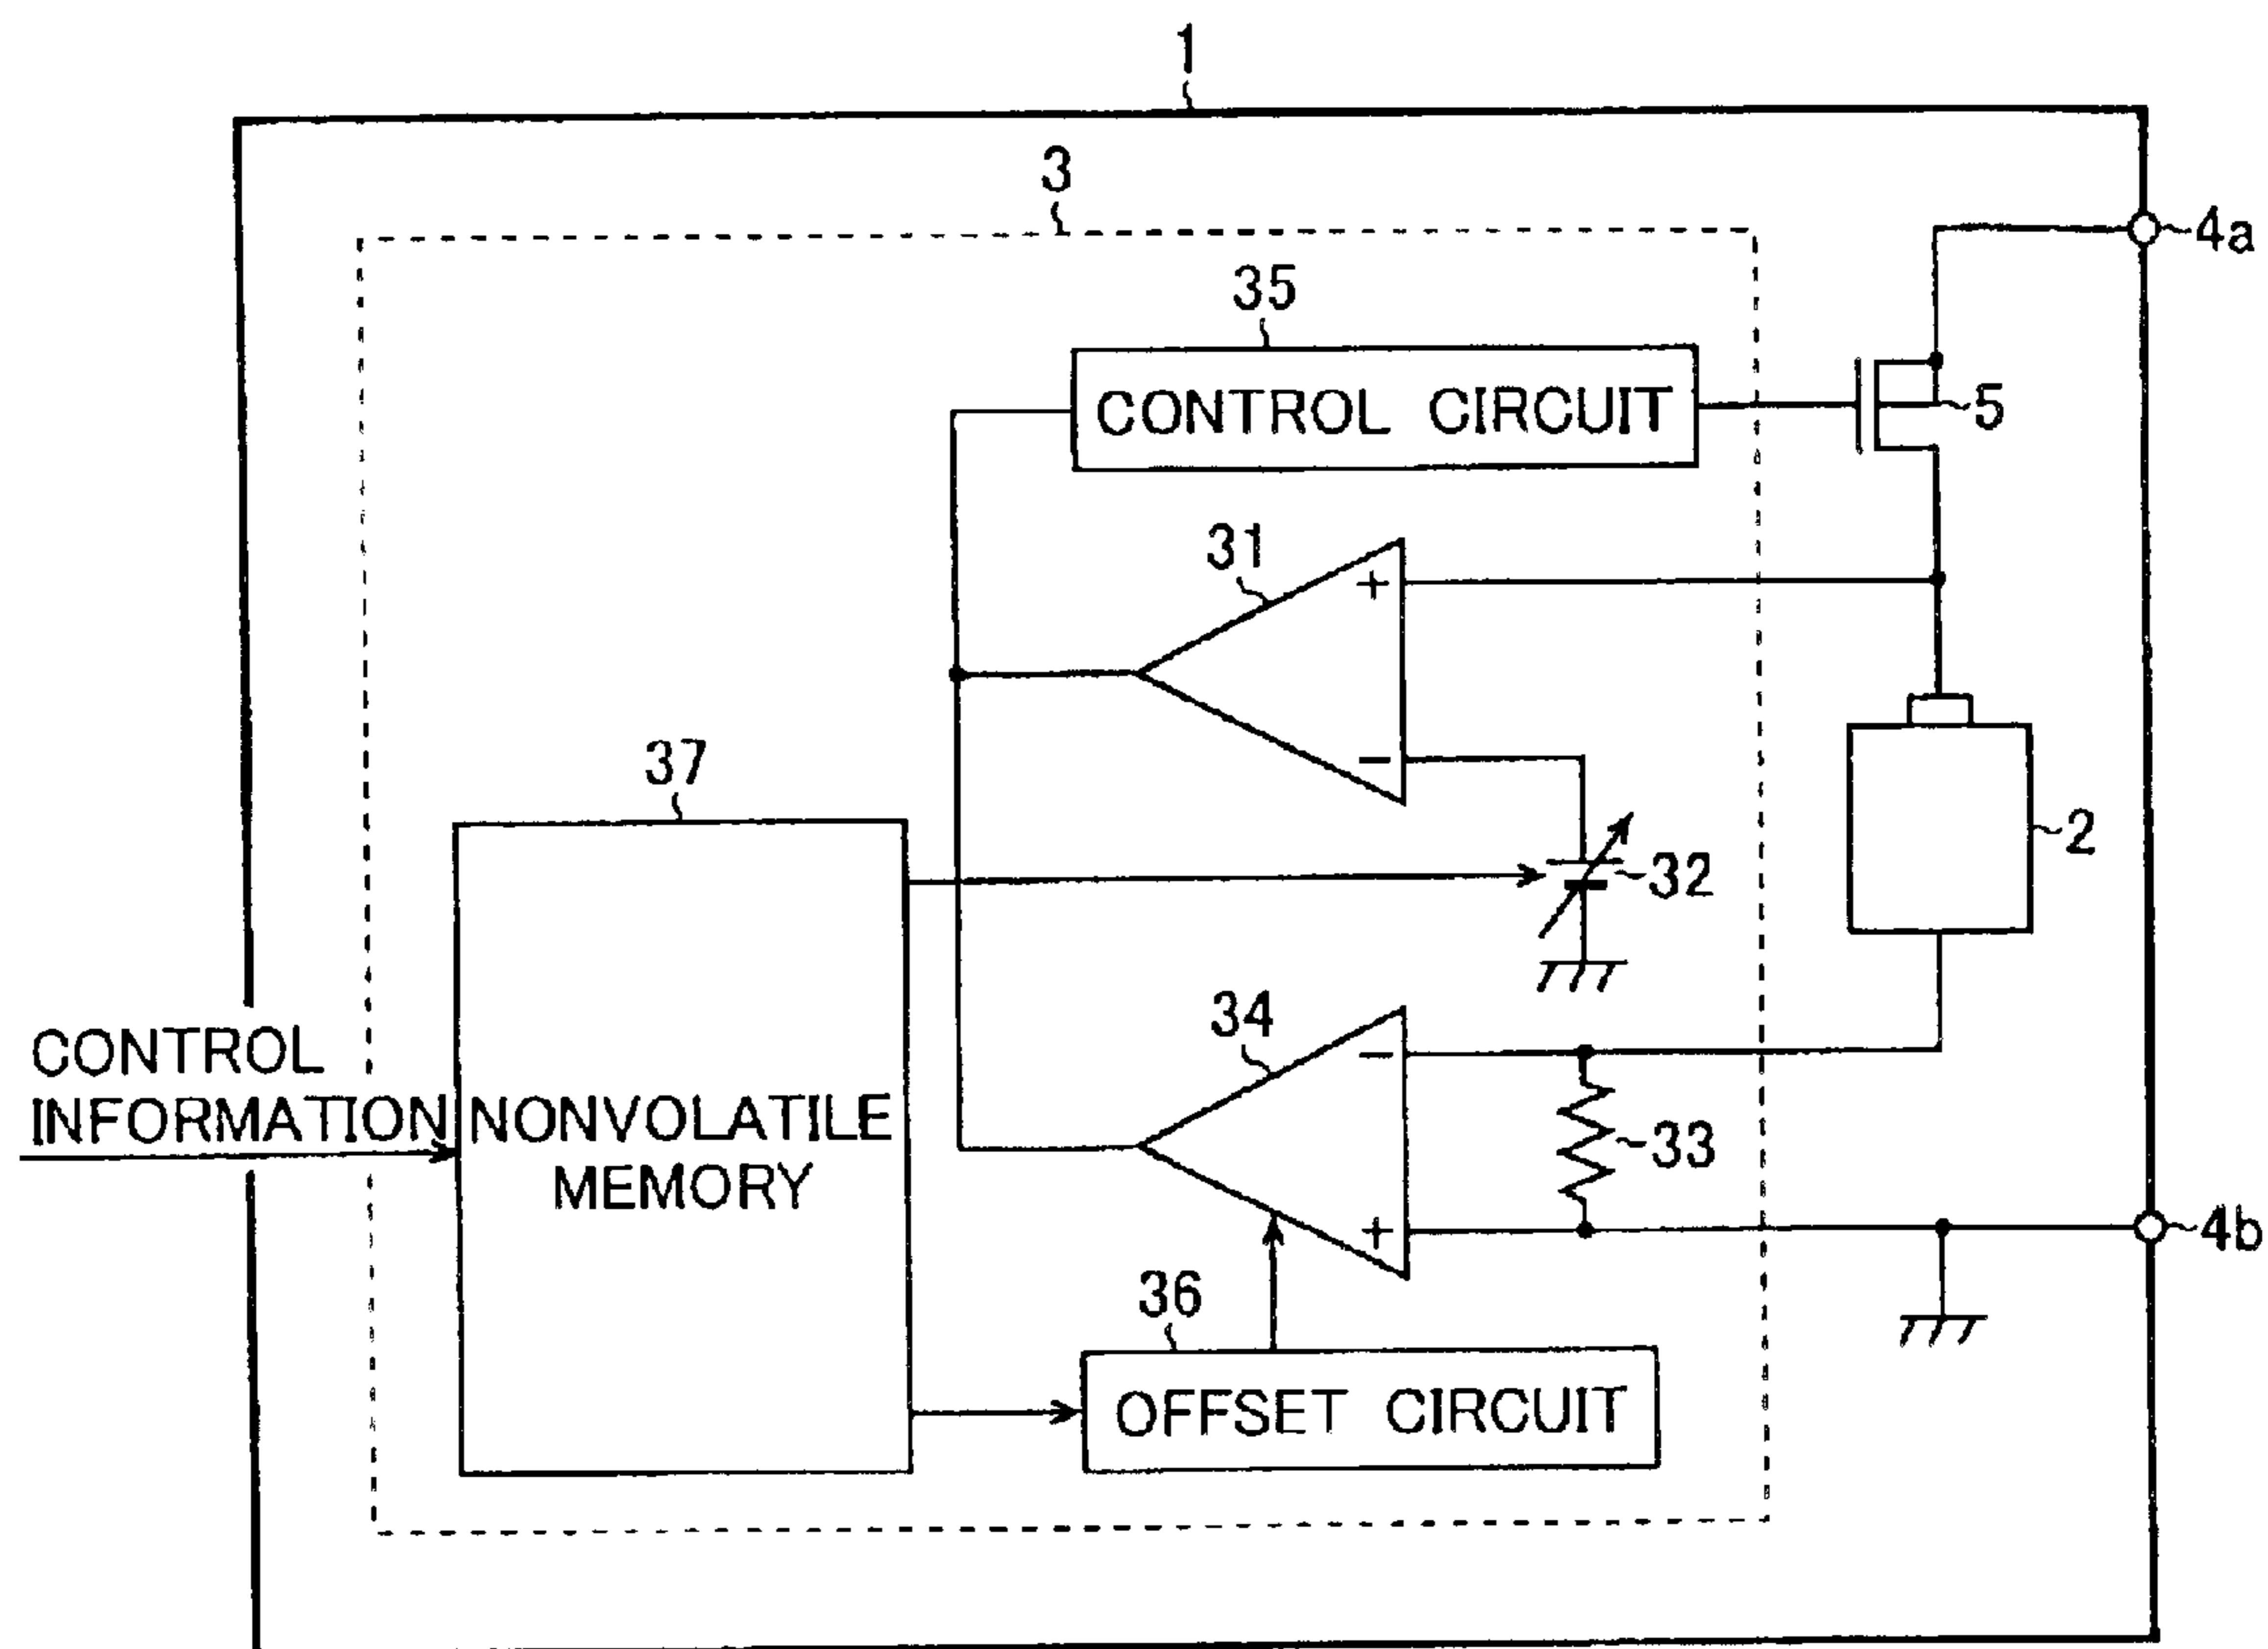 1
3
4a
35
CONTROL CIRCUIT
5
31
+
−
37
32
2
CONTROL
INFORMATION
NONVOLATILE
MEMORY
34
−
33
+
4b
36
OFFSET CIRCUIT